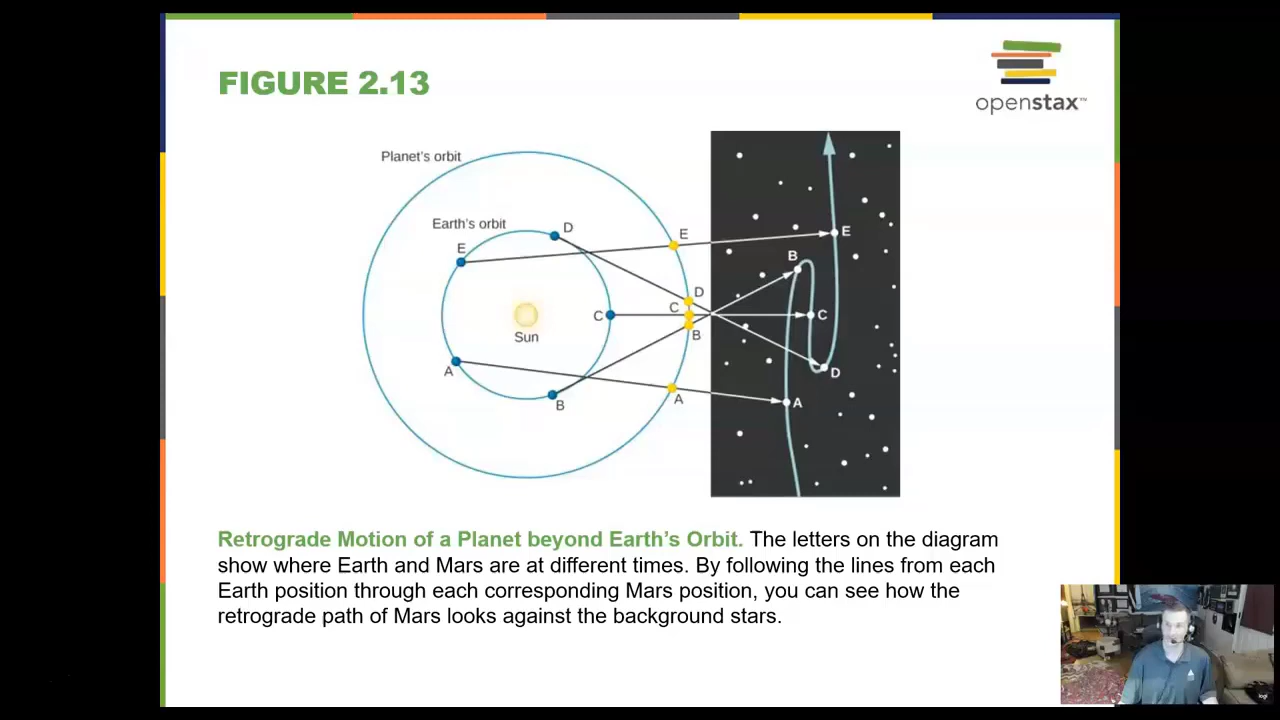 FIGURE 2.13
openstax™
Planet's orbit
Earth's orbit
D
E
E
E
B
D
C
C
C
B
D
Sun
A
A
A
B
Retrograde Motion of a Planet beyond Earth's Orbit. The letters on the diagram
show where Earth and Mars are at different times. By following the lines from each
Earth position through each corresponding Mars position, you can see how the
retrograde path of Mars looks against the background stars.
logi